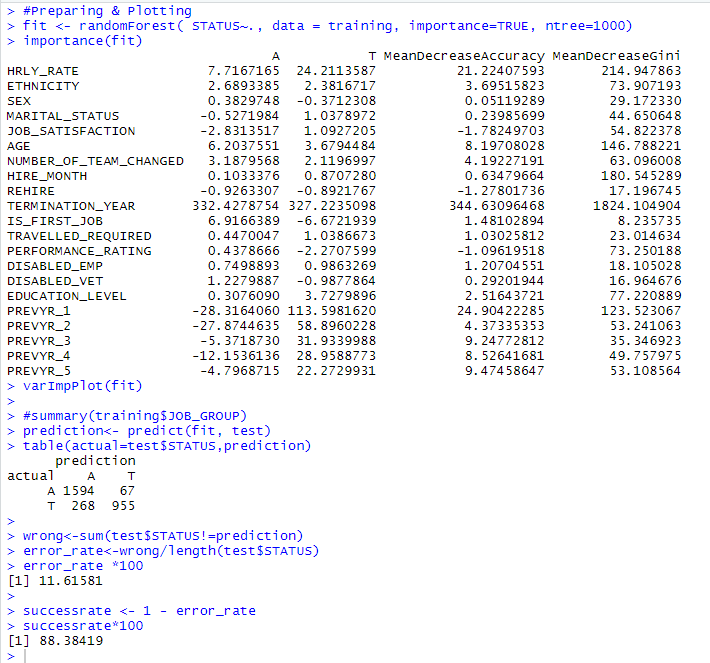 > #Preparing & Plotting
> fit <- randomForest( STATUS~., data = training, importance=TRUE, ntree=1000)
> importance(fit)
A T MeanDecreaseAccuracy MeanDecreaseGini
HRLY_RATE 7.7167165 24.2113587 21.22407593 214.947863
ETHNICITY 2.6893385 2.3816717 3.69515823 73.907193
SEX 0.3829748 -0.3712308 0.05119289 29.172330
MARITAL_STATUS -0.5271984 1.0378972 0.23985699 44.650648
JOB_SATISFACTION -2.8313517 1.0927205 -1.78249703 54.822378
AGE 6.2037551 3.6794484 8.19708028 146.788221
NUMBER_OF_TEAM_CHANGED 3.1879568 2.1196997 4.19227191 63.096008
HIRE_MONTH 0.1033376 0.8707280 0.63479664 180.545289
REHIRE -0.9263307 -0.8921767 -1.27801736 17.196745
TERMINATION_YEAR 332.4278754 327.2235098 344.63096468 1824.104904
IS_FIRST_JOB 6.9166389 -6.6721939 1.48102894 8.235735
TRAVELLED_REQUIRED 0.4470047 1.0386673 1.03025812 23.014634
PERFORMANCE_RATING 0.4378666 -2.2707599 -1.09619518 73.250188
DISABLED_EMP 0.7498893 0.9863269 1.20704551 18.105028
DISABLED_VET 1.2279887 -0.9877864 0.29201944 16.964676
EDUCATION_LEVEL 0.3076090 3.7279896 2.51643721 77.220889
PREVYR_1 -28.3164060 113.5981620 24.90422285 123.523067
PREVYR_2 -27.8744635 58.8960228 4.37335353 53.241063
PREVYR_3 -5.3718730 31.9339988 9.24772812 35.346923
PREVYR_4 -12.1536136 28.9588773 8.52641681 49.757975
PREVYR_5 -4.7968715 22.2729931 9.47458647 53.108564
> varImpPlot(fit)
>
> #summary(training$JOB_GROUP)
> prediction<- predict(fit, test)
> table(actual=test$STATUS,prediction)
prediction
actual A T
A 1594 67
T 268 955
>
> wrong<-sum(test$STATUS!=prediction)
> error_rate<-wrong/length(test$STATUS)
> error_rate *100
[1] 11.61581
>
> successrate <- 1 - error_rate
> successrate*100
[1] 88.38419
>